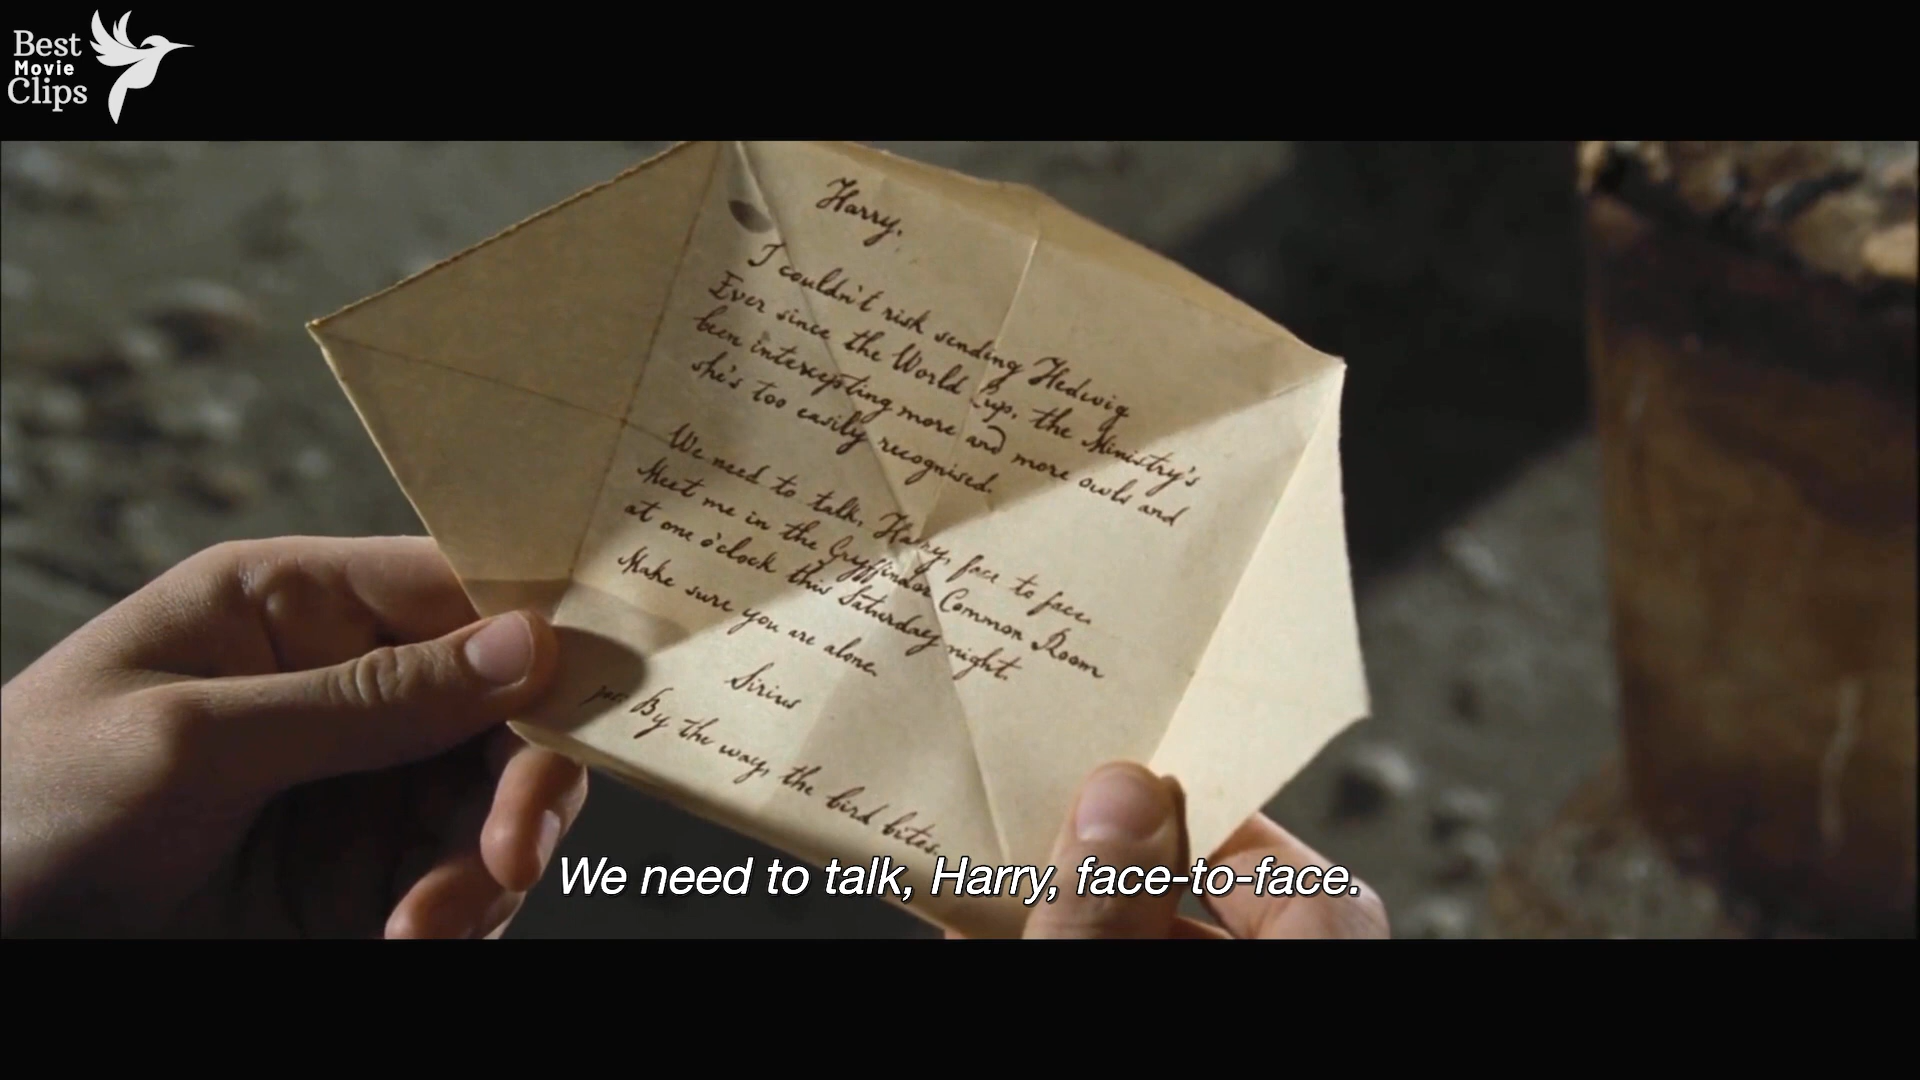 Best
Movie
Clips
Harry,
I couldn't risk sending Hedwig
Ever since the World Cup, the Ministry's
been intercepting more and more owls and
she's too easily recognised.
We need to talk, Harry, face to face.
Meet me in the Gryffindor Common Room
at one o'clock this Saturday night.
Make sure you are alone.
Sirius
By the way, the bird bites.
We need to talk, Harry, face-to-face.